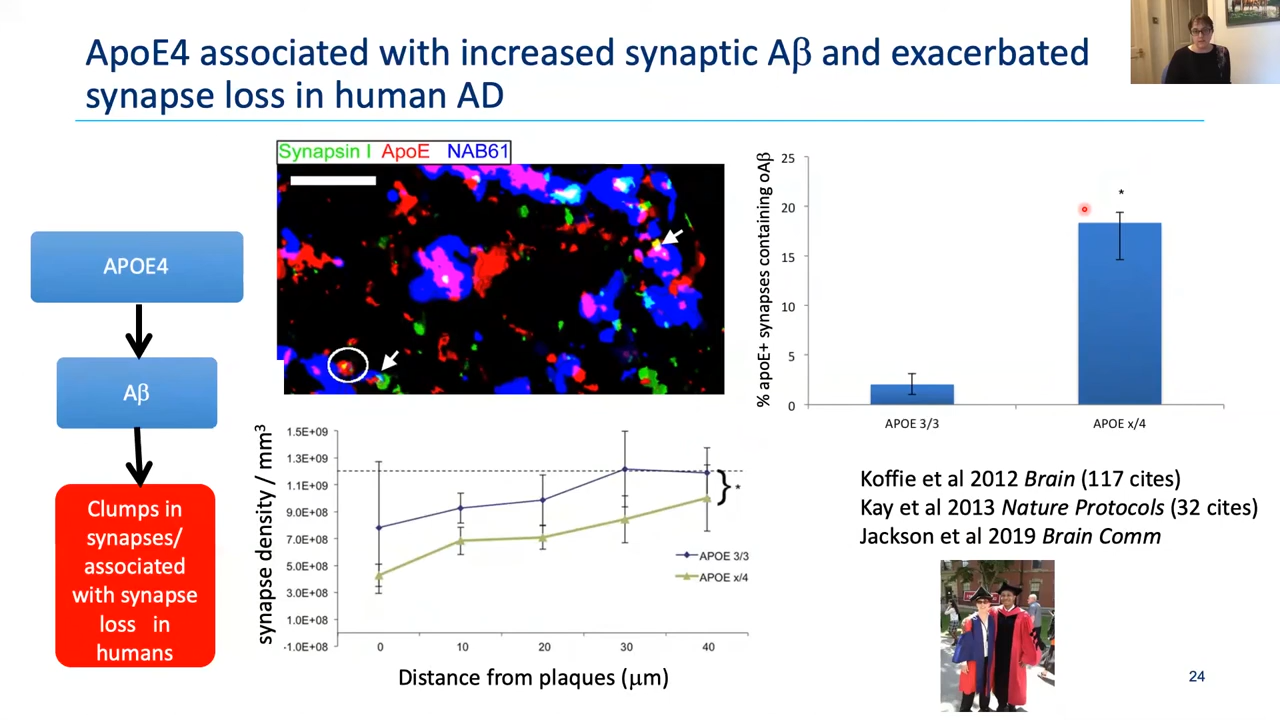 ApoE4 associated with increased synaptic Aβ and exacerbated
synapse loss in human AD
APOE4
Aβ
Clumps in
synapses/
associated
with synapse
loss in
humans
Synapsin I ApoE NAB61
% apoE+ synapses containing oAβ
25
20
15
10
5
0
*
APOE 3/3
APOE x/4
synapse density / mm³
1.5E+09
1.3E+09
1.1E+09
9.0E+08
7.0E+08
5.0E+08
3.0E+08
1.0E+08
-1.0E+08
*
APOE 3/3
APOE x/4
0 10 20 30 40
Distance from plaques (μm)
Koffie et al 2012 Brain (117 cites)
Kay et al 2013 Nature Protocols (32 cites)
Jackson et al 2019 Brain Comm
24